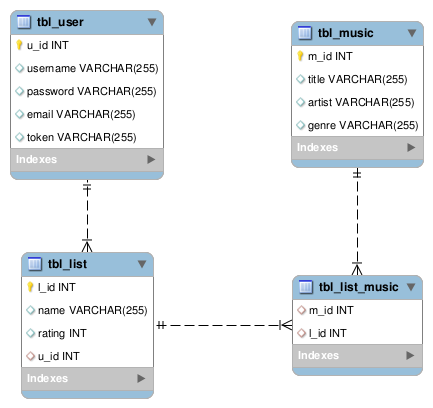 tbl_user
u_id INT
username VARCHAR(255)
password VARCHAR(255)
email VARCHAR(255)
token VARCHAR(255)
Indexes
tbl_music
m_id INT
title VARCHAR(255)
artist VARCHAR(255)
genre VARCHAR(255)
Indexes
tbl_list
l_id INT
name VARCHAR(255)
rating INT
u_id INT
Indexes
tbl_list_music
m_id INT
l_id INT
Indexes